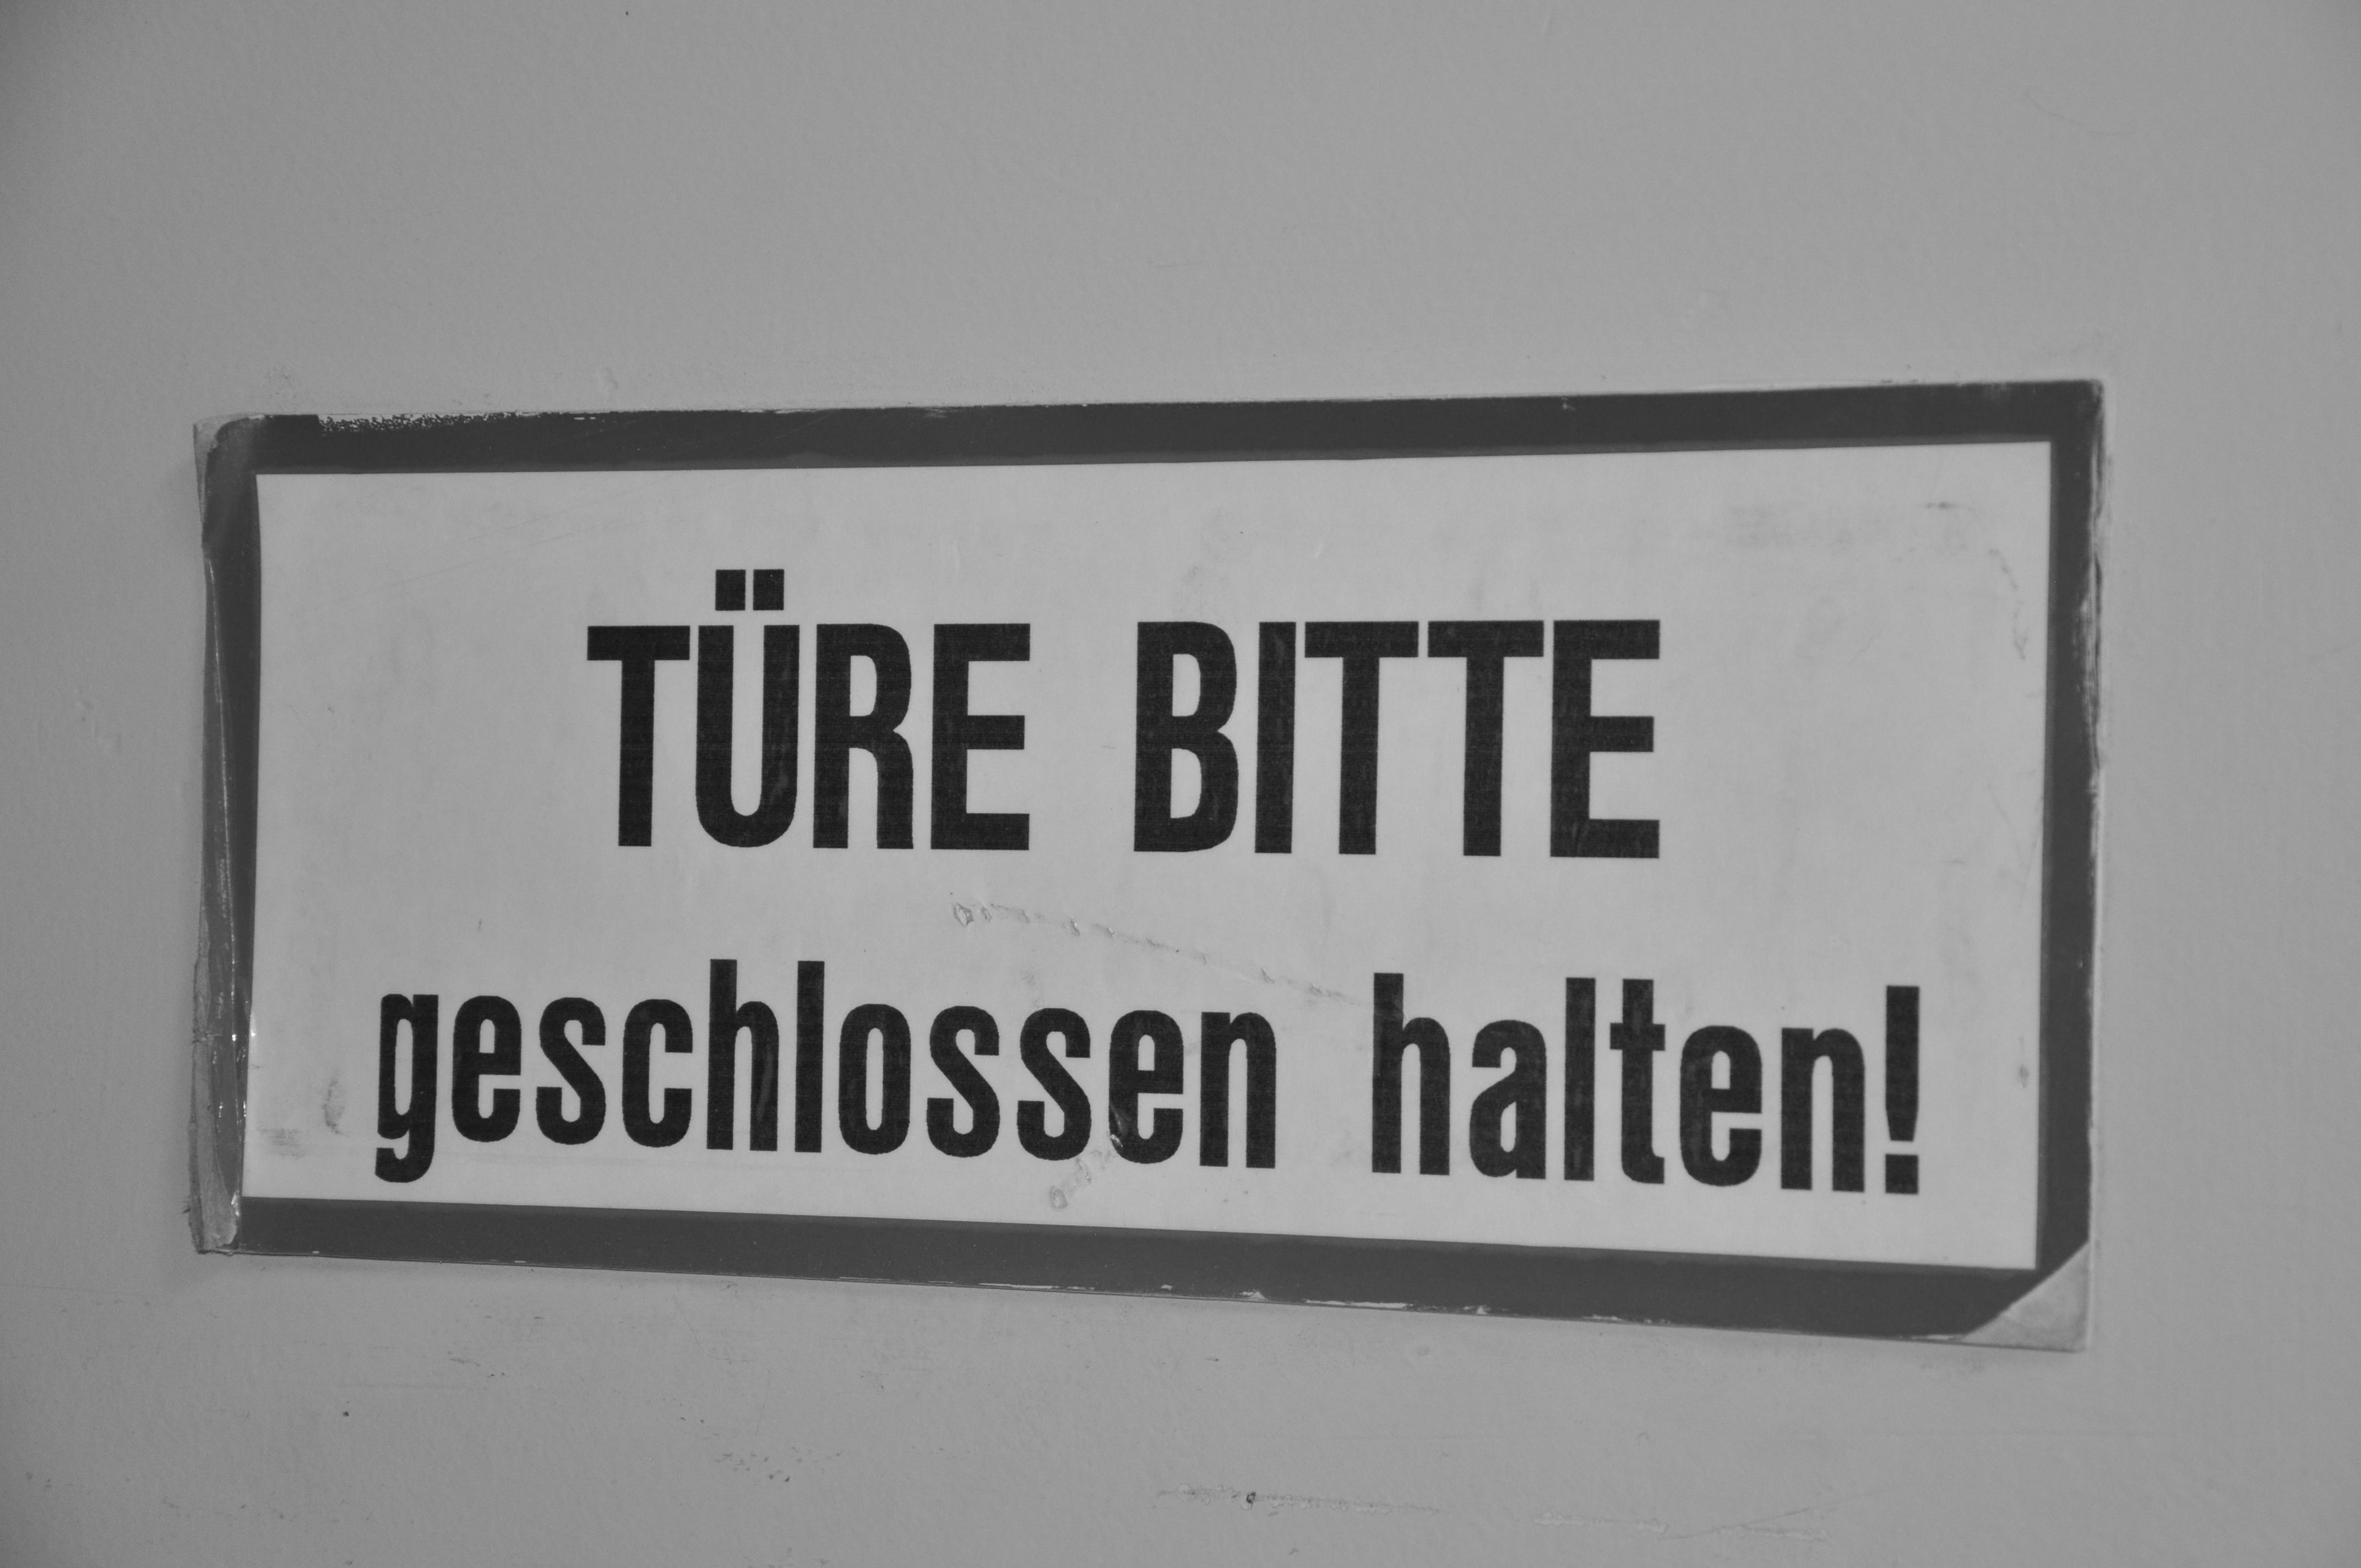 TÜRE BITTE
geschlossen halten!